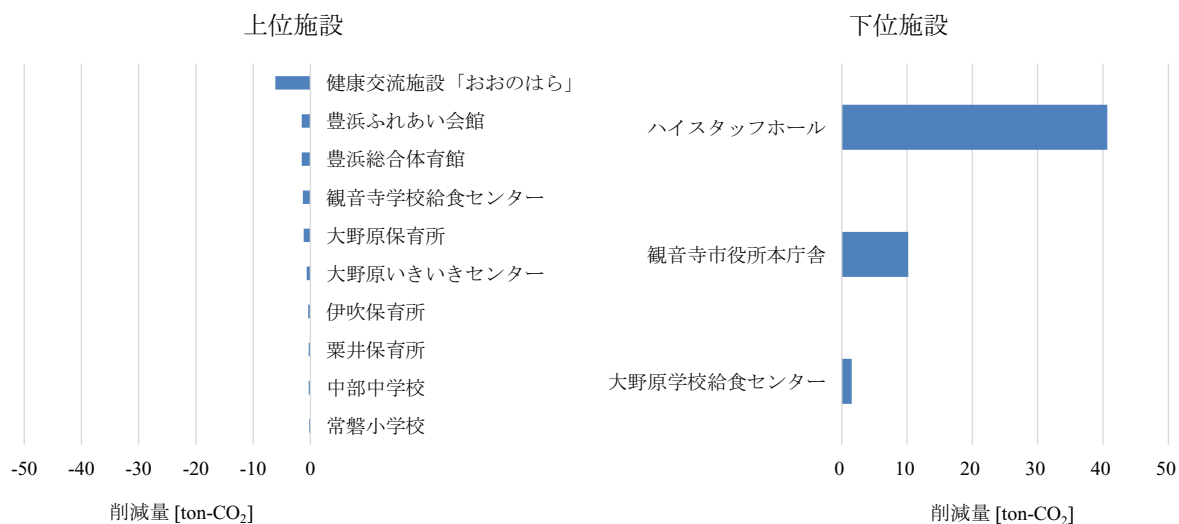 上位施設
健康交流施設「おおのはら」
豊浜ふれあい会館
豊浜総合体育館
観音寺学校給食センター
大野原保育所
大野原いきいきセンター
伊吹保育所
粟井保育所
中部中学校
常磐小学校
-50 -40 -30 -20 -10 0
削減量 [ton-CO₂]
下位施設
ハイスタッフホール
観音寺市役所本庁舎
大野原学校給食センター
0 10 20 30 40 50
削減量 [ton-CO₂]